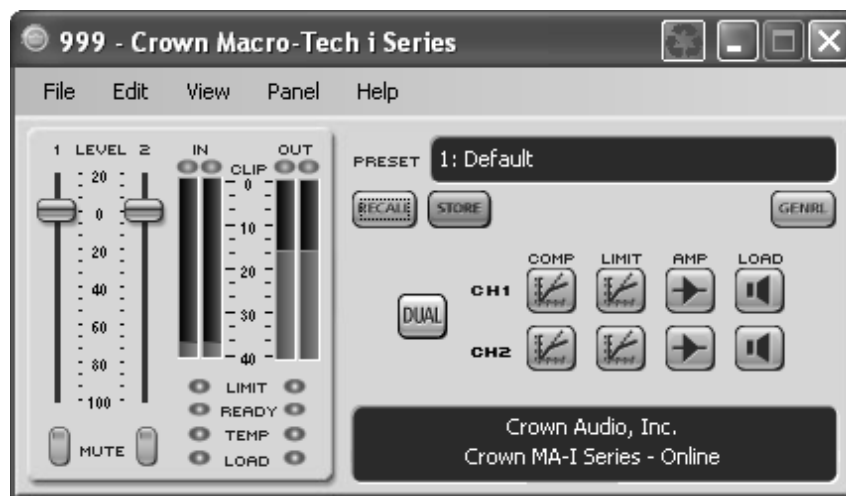 999 - Crown Macro-Tech i Series
File Edit View Panel Help
1 LEVEL 2
20
0
20
40
60
80
100
MUTE
IN OUT
CLIP
0
10
20
30
40
LIMIT
READY
TEMP
LOAD
PRESET 1: Default
RECALL STORE GENRL
COMP LIMIT AMP LOAD
DUAL
CH1
CH2
Crown Audio, Inc.
Crown MA-I Series - Online